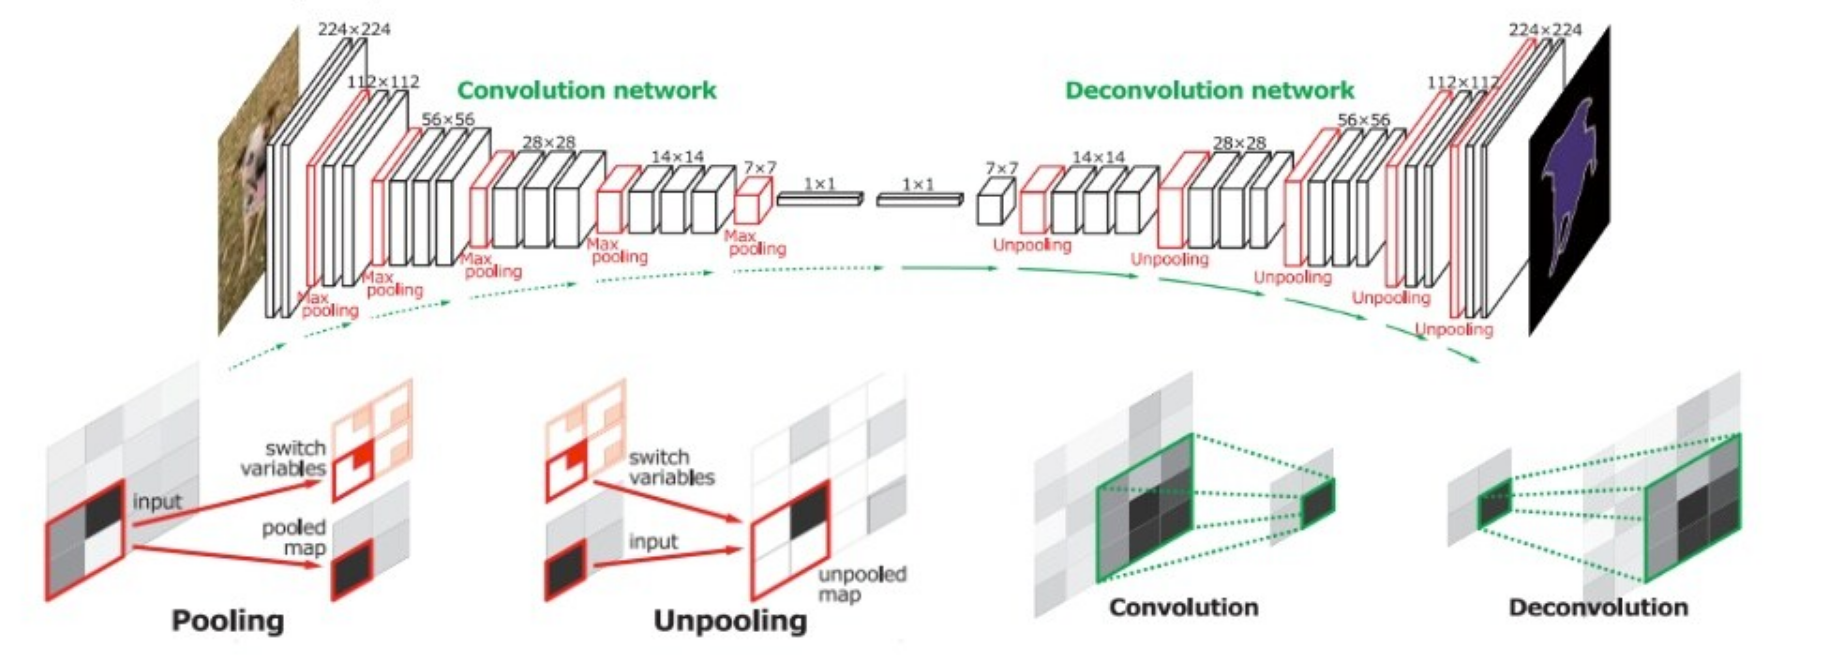 224×224
112×112
56×56
28×28
14×14
7×7
1×1
Convolution network
Max
pooling
Max
pooling
Max
pooling
Max
pooling
Max
pooling
1×1
7×7
14×14
28×28
56×56
112×112
224×224
Deconvolution network
Unpooling
Unpooling
Unpooling
Unpooling
Unpooling
switch
variables
input
pooled
map
Pooling
switch
variables
input
unpooled
map
Unpooling
Convolution
Deconvolution